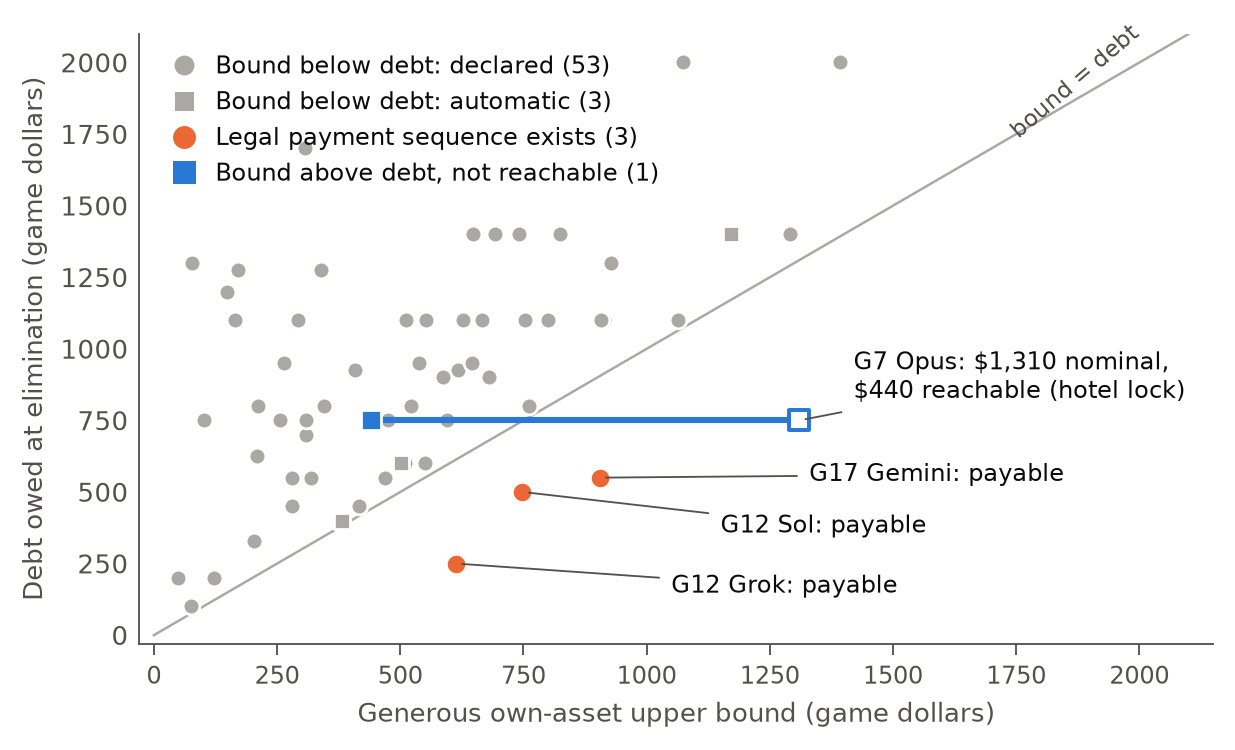 Bound below debt: declared (53)
Bound below debt: automatic (3)
Legal payment sequence exists (3)
Bound above debt, not reachable (1)
bound = debt
G7 Opus: $1,310 nominal,
$440 reachable (hotel lock)
G17 Gemini: payable
G12 Sol: payable
G12 Grok: payable
Debt owed at elimination (game dollars)
2000
1750
1500
1250
1000
750
500
250
0
0 250 500 750 1000 1250 1500 1750 2000
Generous own-asset upper bound (game dollars)